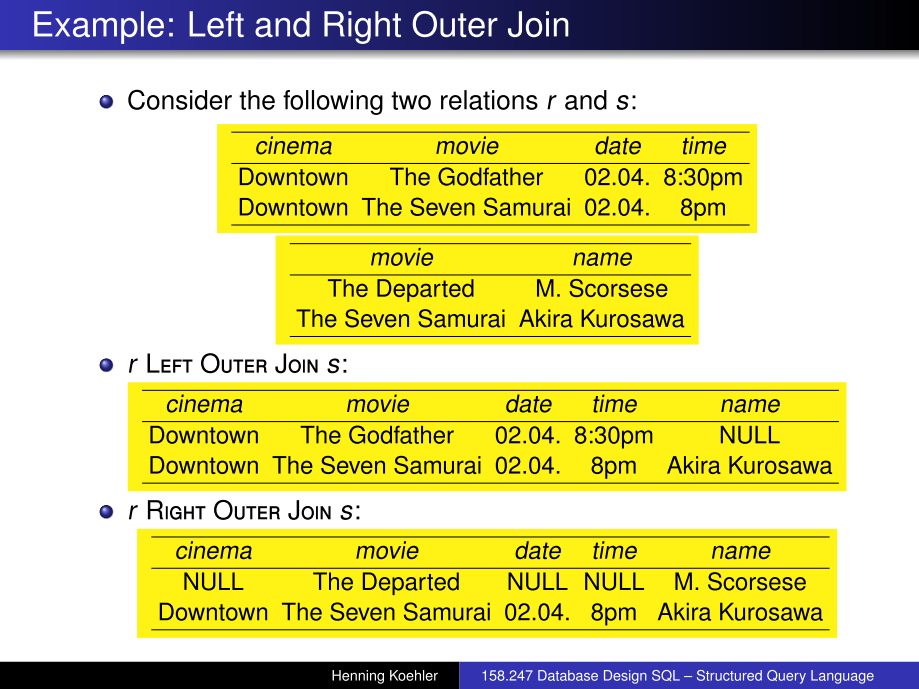 Example: Left and Right Outer Join
Consider the following two relations r and s:
cinema movie date time
Downtown The Godfather 02.04. 8:30pm
Downtown The Seven Samurai 02.04. 8pm
movie name
The Departed M. Scorsese
The Seven Samurai Akira Kurosawa
r LEFT OUTER JOIN s:
cinema movie date time name
Downtown The Godfather 02.04. 8:30pm NULL
Downtown The Seven Samurai 02.04. 8pm Akira Kurosawa
r RIGHT OUTER JOIN s:
cinema movie date time name
NULL The Departed NULL NULL M. Scorsese
Downtown The Seven Samurai 02.04. 8pm Akira Kurosawa
Henning Koehler 158.247 Database Design SQL – Structured Query Language